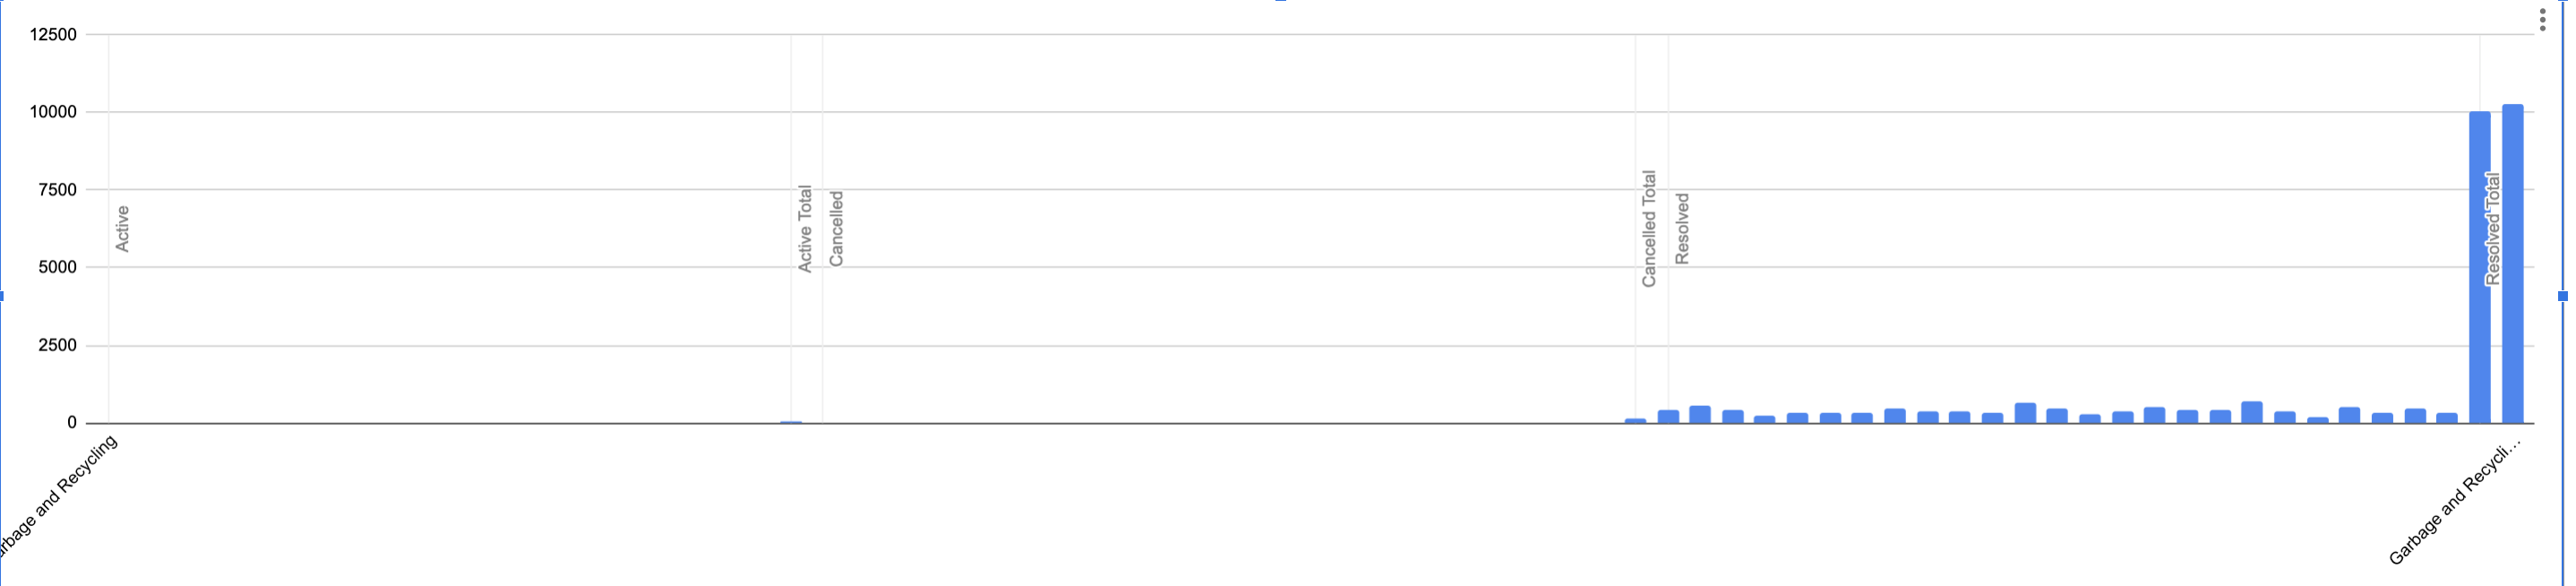 12500
10000
7500
5000
2500
0
Active
Active Total
Cancelled
Cancelled Total
Resolved
Resolved Total
rbage and Recycling
Garbage and Recycli...